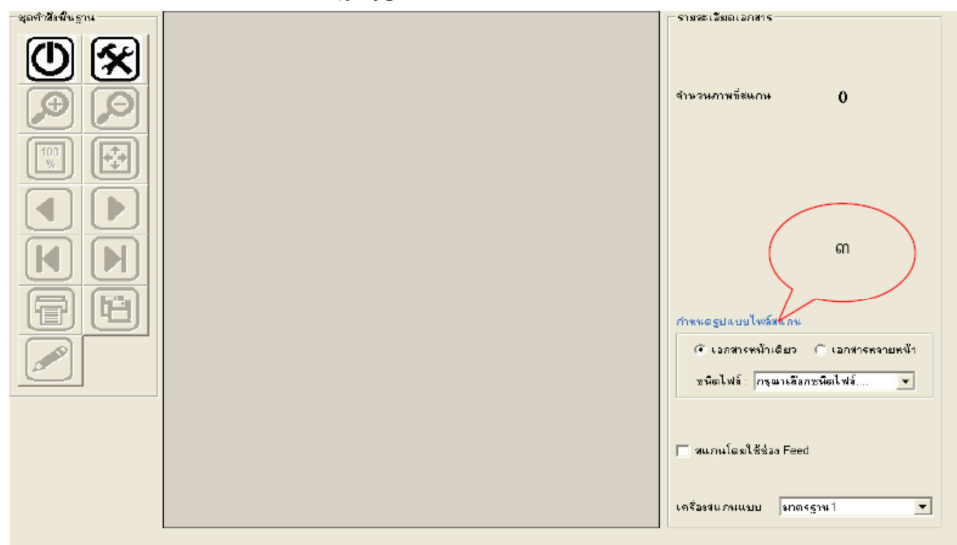 ชุดคำสั่งพื้นฐาน
100
%
รายละเอียดเอกสาร
จำนวนภาพที่สแกน 0
๓
กำหนดรูปแบบไฟล์สแกน
เอกสารหน้าเดียว เอกสารหลายหน้า
ชนิดไฟล์ : กรุณาเลือกชนิดไฟล์....
สแกนโดยใช้ช่อง Feed
เครื่องสแกนแบบ มาตรฐาน 1